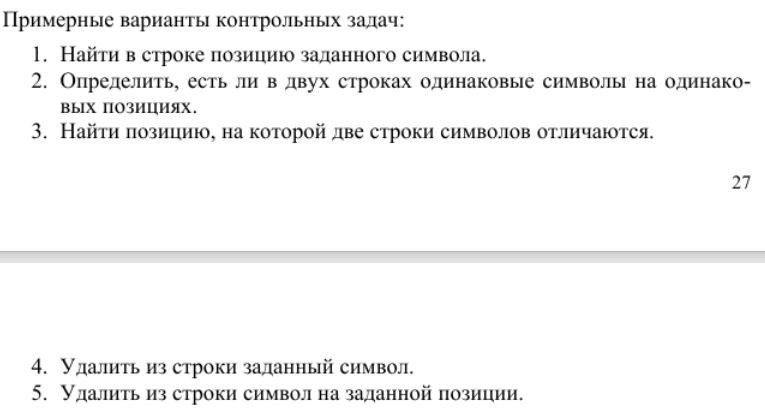 Примерные варианты контрольных задач:
1. Найти в строке позицию заданного символа.
2. Определить, есть ли в двух строках одинаковые символы на одинако-
вых позициях.
3. Найти позицию, на которой две строки символов отличаются.
27
4. Удалить из строки заданный символ.
5. Удалить из строки символ на заданной позиции.